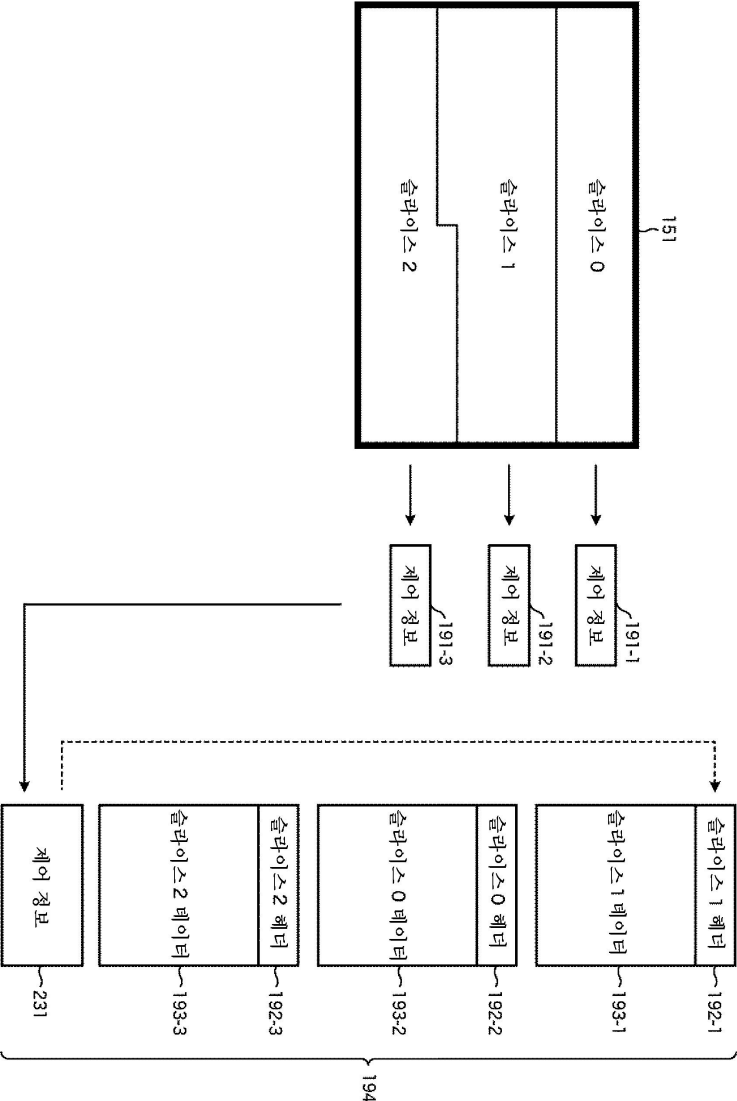 151
슬라이스 0
슬라이스 1
슬라이스 2
191-1
제어 정보
191-2
제어 정보
191-3
제어 정보
슬라이스 1 헤더
192-1
슬라이스 1 데이터
193-1
슬라이스 0 헤더
192-2
슬라이스 0 데이터
193-2
슬라이스 2 헤더
192-3
슬라이스 2 데이터
193-3
제어 정보
231
194